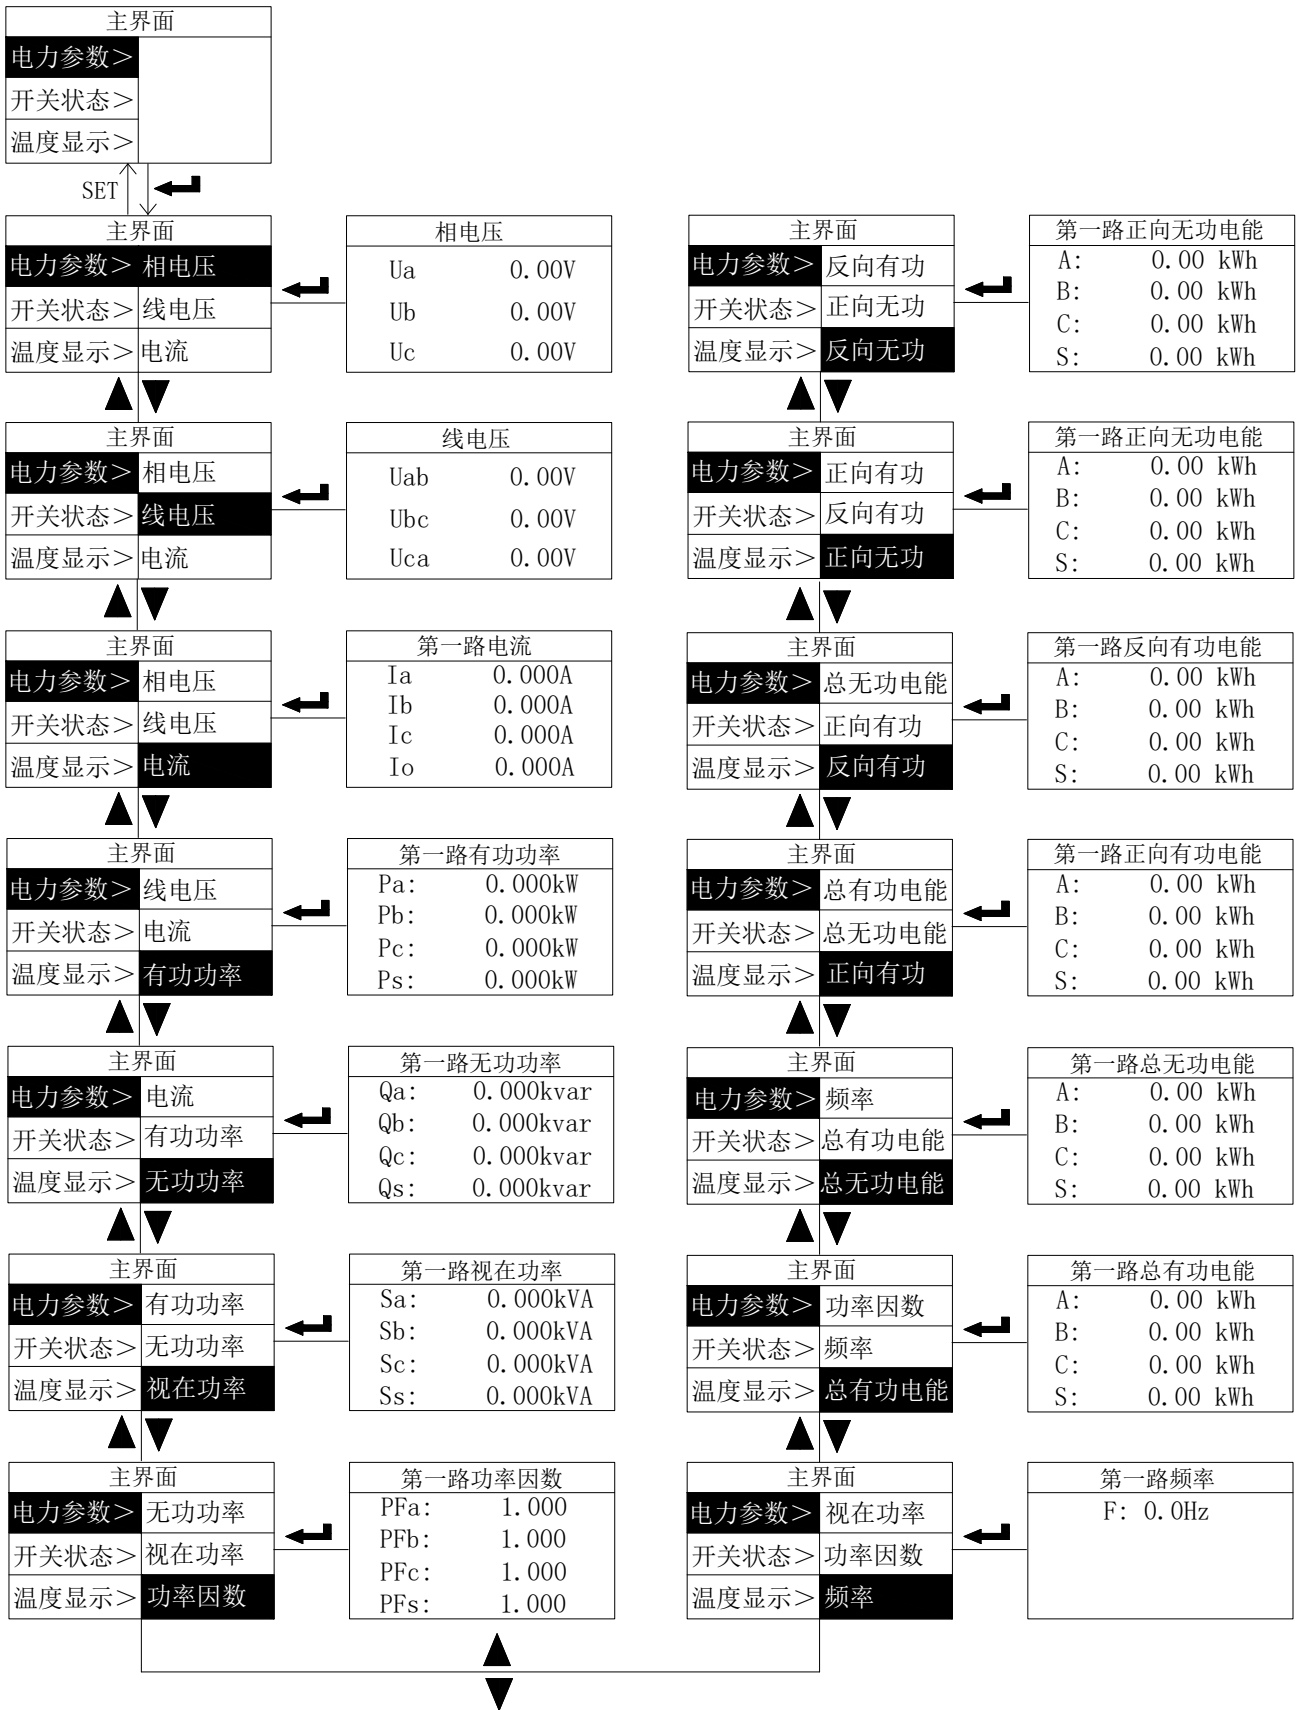 主界面
电力参数>
开关状态>
温度显示>
SET
主界面
电力参数> 相电压
开关状态> 线电压
温度显示> 电流
相电压
Ua 0.00V
Ub 0.00V
Uc 0.00V
主界面
电力参数> 相电压
开关状态> 线电压
温度显示> 电流
线电压
Uab 0.00V
Ubc 0.00V
Uca 0.00V
主界面
电力参数> 相电压
开关状态> 线电压
温度显示> 电流
第一路电流
Ia 0.000A
Ib 0.000A
Ic 0.000A
Io 0.000A
主界面
电力参数> 线电压
开关状态> 电流
温度显示> 有功功率
第一路有功功率
Pa: 0.000kW
Pb: 0.000kW
Pc: 0.000kW
Ps: 0.000kW
主界面
电力参数> 电流
开关状态> 有功功率
温度显示> 无功功率
第一路无功功率
Qa: 0.000kvar
Qb: 0.000kvar
Qc: 0.000kvar
Qs: 0.000kvar
主界面
电力参数> 有功功率
开关状态> 无功功率
温度显示> 视在功率
第一路视在功率
Sa: 0.000kVA
Sb: 0.000kVA
Sc: 0.000kVA
Ss: 0.000kVA
主界面
电力参数> 无功功率
开关状态> 视在功率
温度显示> 功率因数
第一路功率因数
PFa: 1.000
PFb: 1.000
PFc: 1.000
PFs: 1.000
主界面
电力参数> 反向有功
开关状态> 正向无功
温度显示> 反向无功
第一路正向无功电能
A: 0.00 kWh
B: 0.00 kWh
C: 0.00 kWh
S: 0.00 kWh
主界面
电力参数> 正向有功
开关状态> 反向有功
温度显示> 正向无功
第一路正向无功电能
A: 0.00 kWh
B: 0.00 kWh
C: 0.00 kWh
S: 0.00 kWh
主界面
电力参数> 总无功电能
开关状态> 正向有功
温度显示> 反向有功
第一路反向有功电能
A: 0.00 kWh
B: 0.00 kWh
C: 0.00 kWh
S: 0.00 kWh
主界面
电力参数> 总有功电能
开关状态> 总无功电能
温度显示> 正向有功
第一路正向有功电能
A: 0.00 kWh
B: 0.00 kWh
C: 0.00 kWh
S: 0.00 kWh
主界面
电力参数> 频率
开关状态> 总有功电能
温度显示> 总无功电能
第一路总无功电能
A: 0.00 kWh
B: 0.00 kWh
C: 0.00 kWh
S: 0.00 kWh
主界面
电力参数> 功率因数
开关状态> 频率
温度显示> 总有功电能
第一路总有功电能
A: 0.00 kWh
B: 0.00 kWh
C: 0.00 kWh
S: 0.00 kWh
主界面
电力参数> 视在功率
开关状态> 功率因数
温度显示> 频率
第一路频率
F: 0.0Hz